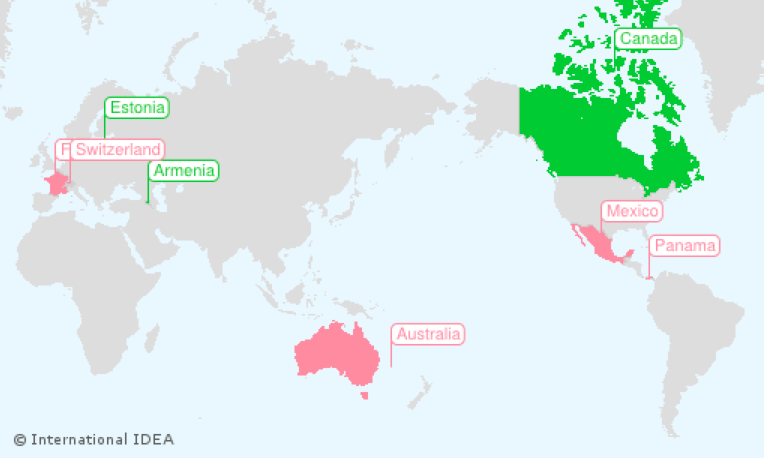 Canada
Estonia
F
Switzerland
Armenia
Mexico
Panama
Australia
© International IDEA